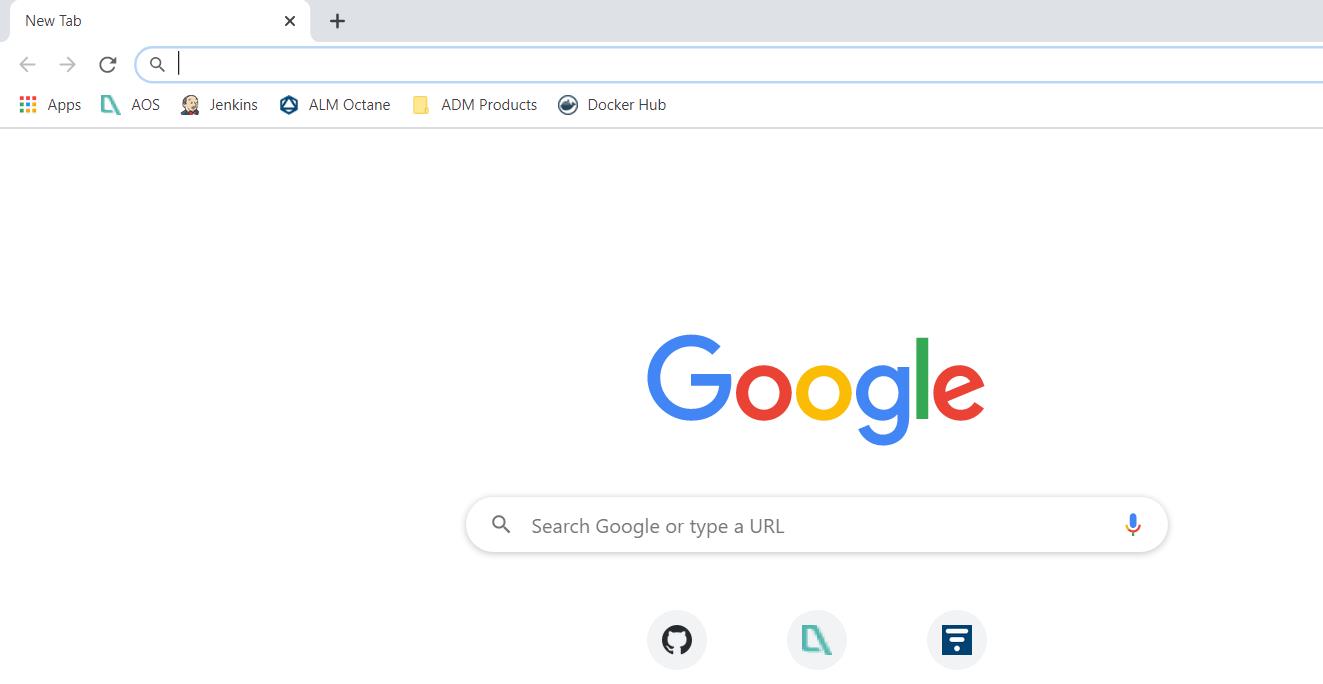 New Tab
Apps AOS Jenkins ALM Octane ADM Products Docker Hub
Google
Search Google or type a URL